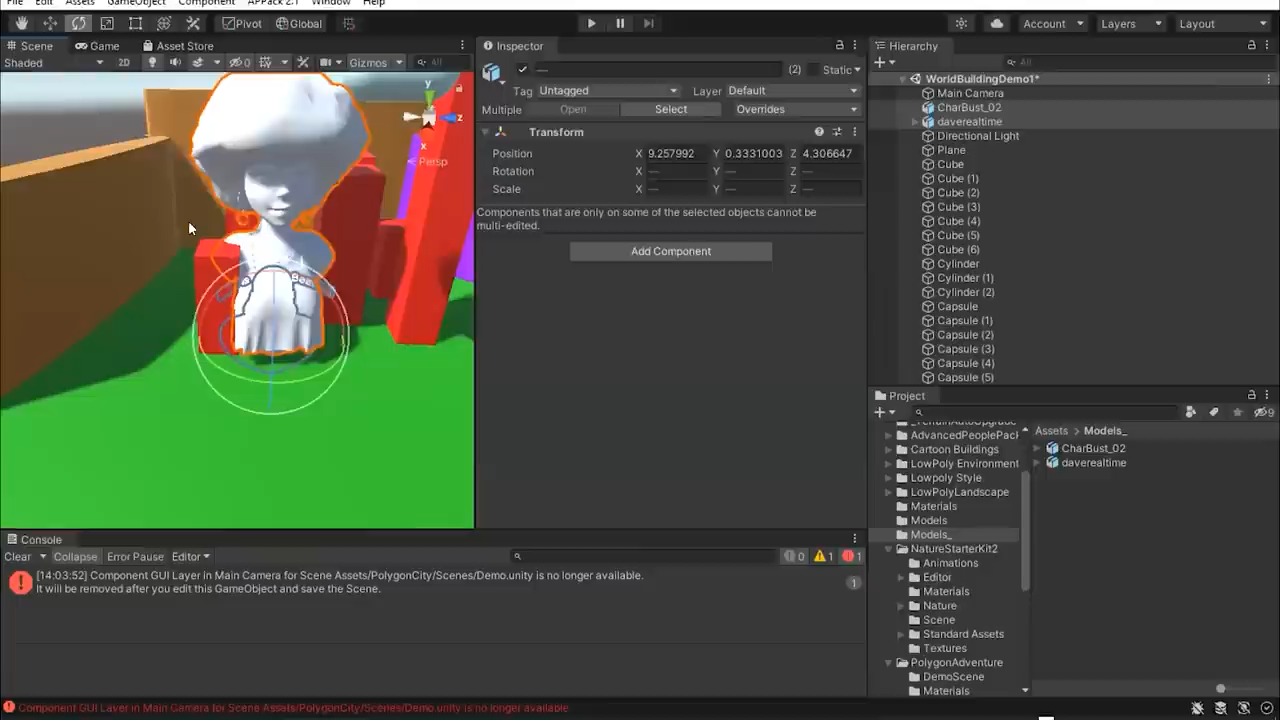 File Edit Assets GameObject Component APPack 2.1 Window Help
Pivot Global Account Layers Layout
Scene Game Asset Store
Shaded 2D 0 Gizmos All
y
z
x
Persp
Inspector
— (2) Static
Tag Untagged Layer Default
Multiple Open Select Overrides
Transform
Position X 9.257992 Y 0.3331003 Z 4.306647
Rotation X — Y — Z —
Scale X — Y — Z —
Components that are only on some of the selected objects cannot be
multi-edited.
Add Component
Hierarchy
All
WorldBuildingDemo1*
Main Camera
CharBust_02
daverealtime
Directional Light
Plane
Cube
Cube (1)
Cube (2)
Cube (3)
Cube (4)
Cube (5)
Cube (6)
Cylinder
Cylinder (1)
Cylinder (2)
Capsule
Capsule (1)
Capsule (2)
Capsule (3)
Capsule (4)
Capsule (5)
Project
9
_TerrainAutoUpgrade
AdvancedPeoplePack
Cartoon Buildings
LowPoly Environment
Lowpoly Style
LowPolyLandscape
Materials
Models
Models_
NatureStarterKit2
Animations
Editor
Materials
Nature
Scene
Standard Assets
Textures
PolygonAdventure
DemoScene
Materials
Assets > Models_
CharBust_02
daverealtime
Console
Clear Collapse Error Pause Editor 0 1 1
[14:03:52] Component GUI Layer in Main Camera for Scene Assets/PolygonCity/Scenes/Demo.unity is no longer available.
It will be removed after you edit this GameObject and save the Scene.
1
Component GUI Layer in Main Camera for Scene Assets/PolygonCity/Scenes/Demo.unity is no longer available.